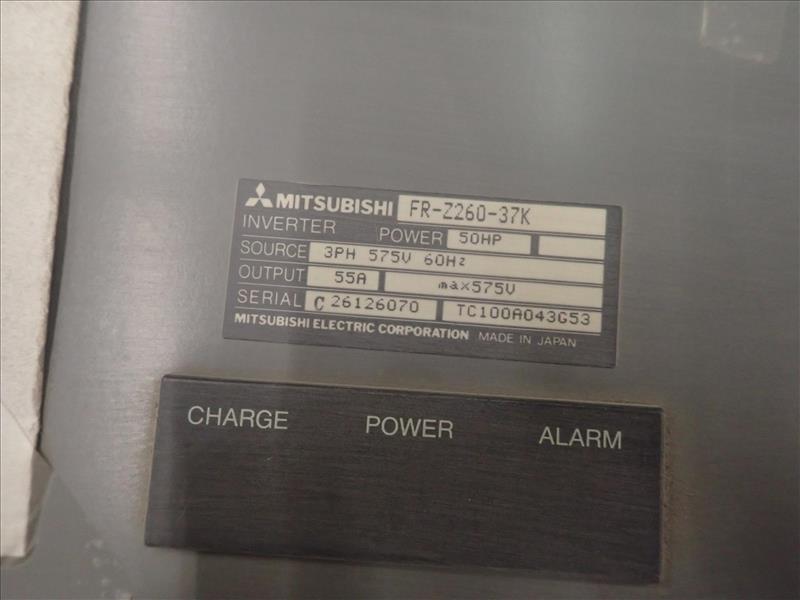 MITSUBISHI FR-Z260-37K
INVERTER POWER 50HP
SOURCE 3PH 575V 60Hz
OUTPUT 55A max575V
SERIAL C 26126070 TC100A043G53
MITSUBISHI ELECTRIC CORPORATION MADE IN JAPAN
CHARGE POWER ALARM